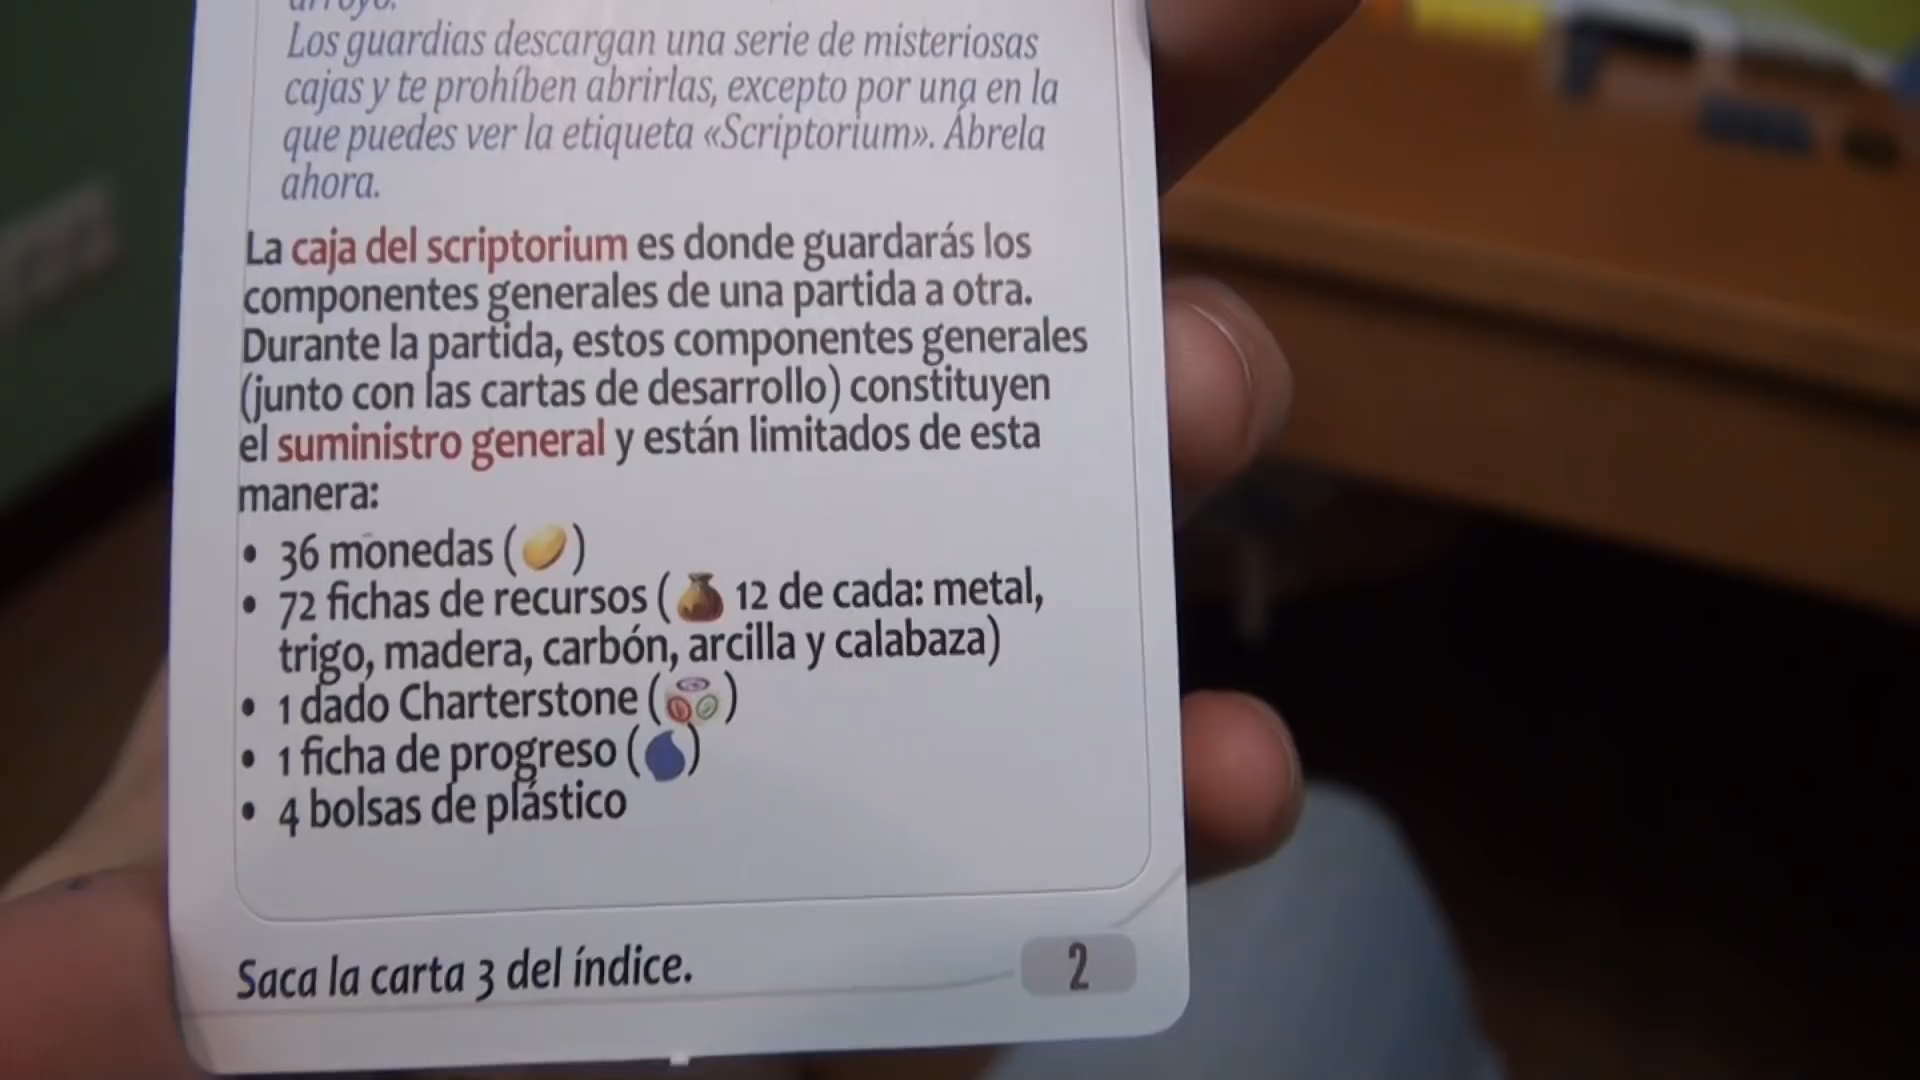 arroyo.
Los guardias descargan una serie de misteriosas
cajas y te prohíben abrirlas, excepto por una en la
que puedes ver la etiqueta «Scriptorium». Ábrela
ahora.
La caja del scriptorium es donde guardarás los
componentes generales de una partida a otra.
Durante la partida, estos componentes generales
(junto con las cartas de desarrollo) constituyen
el suministro general y están limitados de esta
manera:
• 36 monedas ( )
• 72 fichas de recursos ( 12 de cada: metal,
trigo, madera, carbón, arcilla y calabaza)
• 1 dado Charterstone ( )
• 1 ficha de progreso ( )
• 4 bolsas de plástico
Saca la carta 3 del índice.
2